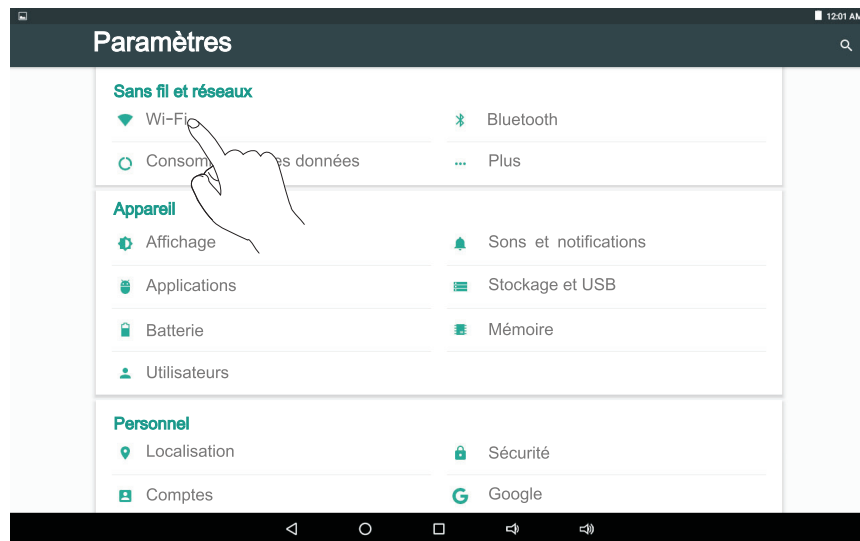 12:01 AM
Paramètres
Sans fil et réseaux
Wi-Fi
Bluetooth
es données
Plus
Appareil
Affichage
Sons et notifications
Applications
Stockage et USB
Batterie
Mémoire
Utilisateurs
Personnel
Localisation
Sécurité
Comptes
Google